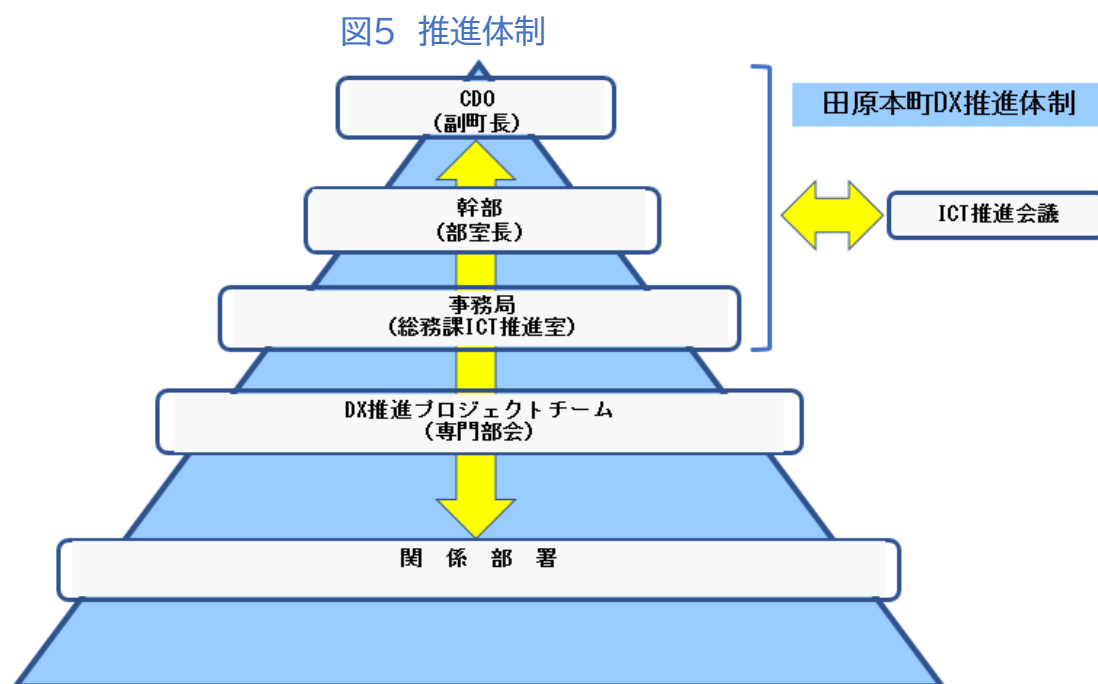 図5 推進体制
CDO
(副町長)
田原本町DX推進体制
幹部
(部室長)
ICT推進会議
事務局
(総務課ICT推進室)
DX推進プロジェクトチーム
(専門部会)
関 係 部 署